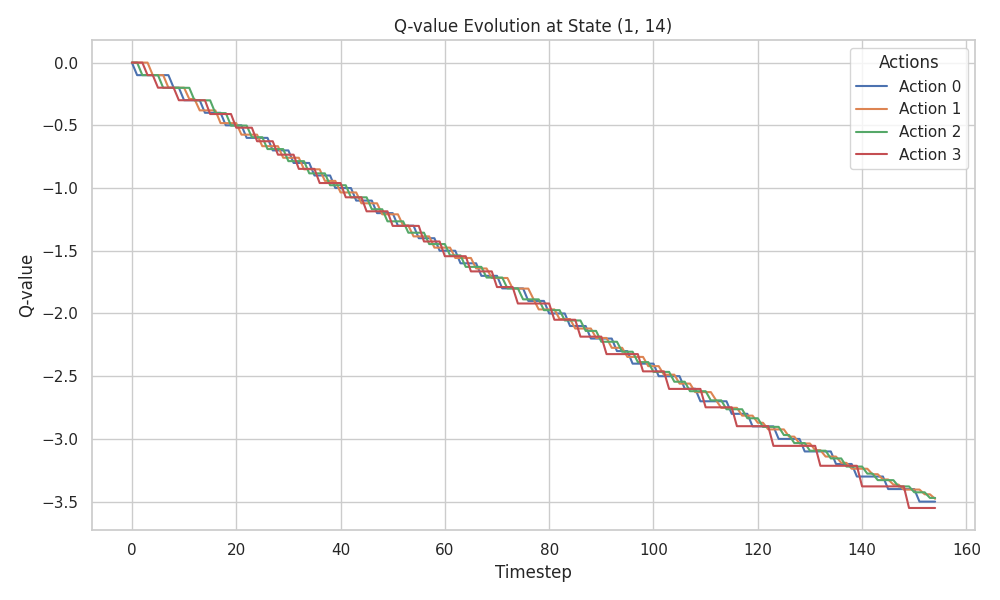 Q-value Evolution at State (1, 14)
Actions
Action 0
Action 1
Action 2
Action 3
Q-value
0.0
−0.5
−1.0
−1.5
−2.0
−2.5
−3.0
−3.5
0 20 40 60 80 100 120 140 160
Timestep